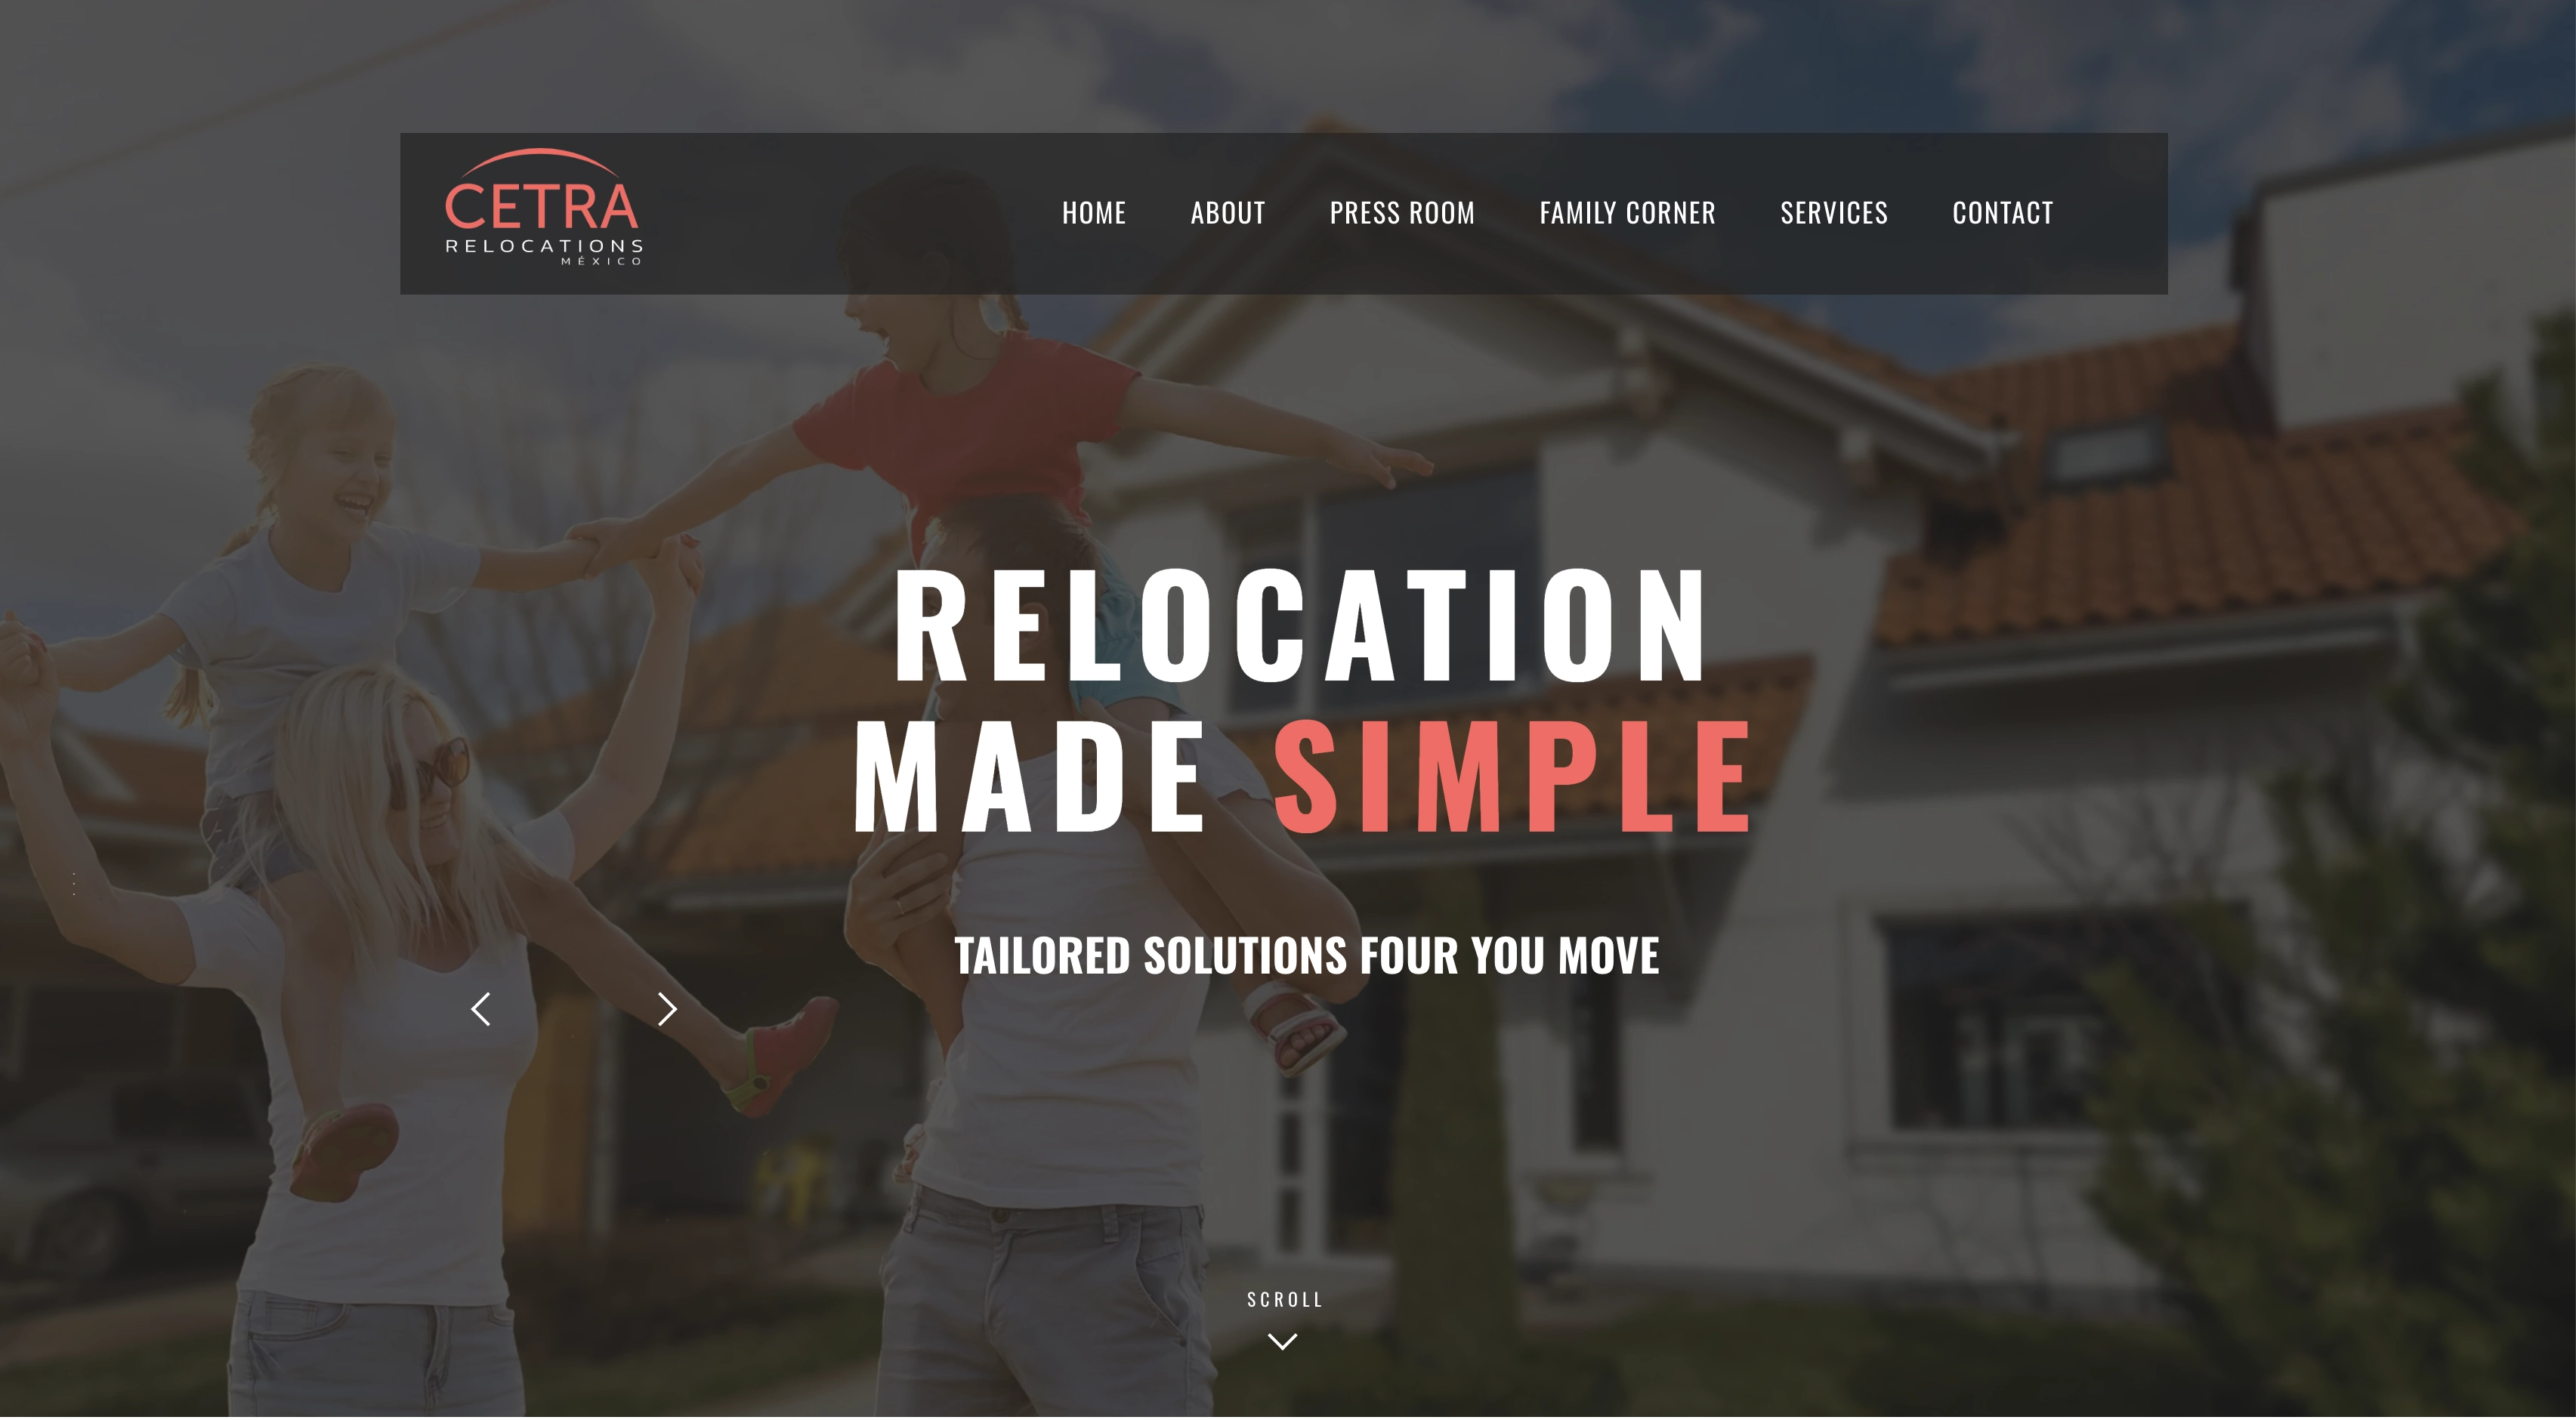 CETRA
RELOCATIONS
MÉXICO
HOME ABOUT PRESS ROOM FAMILY CORNER SERVICES CONTACT
RELOCATION
MADE SIMPLE
TAILORED SOLUTIONS FOUR YOU MOVE
SCROLL